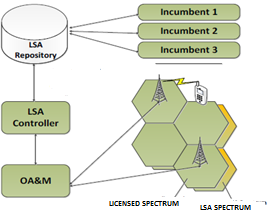 Incumbent 1
LSA
Repository
Incumbent 2
Incumbent 3
LSA
Controller
OA&M
LICENSED SPECTRUM
LSA SPECTRUM